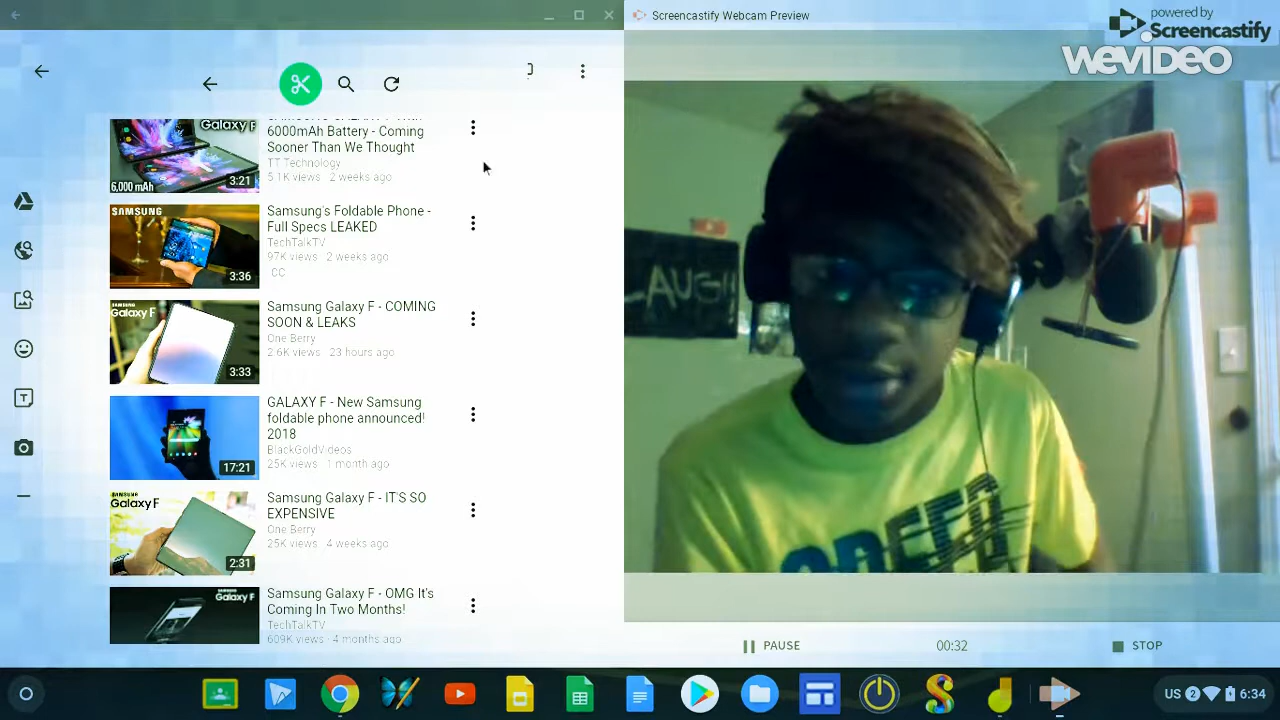 Screencastify Webcam Preview
powered by
Screencastify
WEVIDEO
Galaxy F
6,000 mAh
3:21
6000mAh Battery - Coming
Sooner Than We Thought
TT Technology
5.1K views · 2 weeks ago
SAMSUNG
3:36
Samsung's Foldable Phone -
Full Specs LEAKED
TechTalkTV
97K views · 2 weeks ago
CC
SAMSUNG
Galaxy F
3:33
Samsung Galaxy F - COMING
SOON & LEAKS
One Berry
2.6K views · 23 hours ago
17:21
GALAXY F - New Samsung
foldable phone announced!
2018
BlackGoldVideos
25K views · 1 month ago
SAMSUNG
Galaxy F
2:31
Samsung Galaxy F - IT'S SO
EXPENSIVE
One Berry
25K views · 4 weeks ago
SAMSUNG
Galaxy F
Samsung Galaxy F - OMG It's
Coming In Two Months!
TechTalkTV
609K views · 4 months ago
PAUSE
00:32
STOP
US 2 6:34